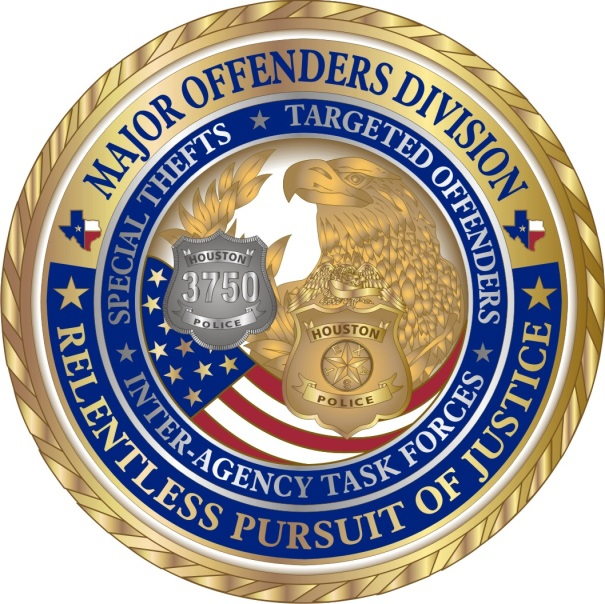 MAJOR OFFENDERS DIVISION
SPECIAL THEFTS
TARGETED OFFENDERS
HOUSTON
3750
POLICE
HOUSTON
POLICE
INTER-AGENCY TASK FORCES
RELENTLESS PURSUIT OF JUSTICE